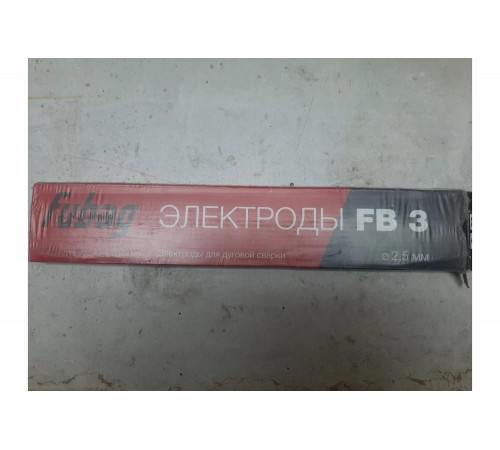 fubag
ЭЛЕКТРОДЫ FB 3
электроды для дуговой сварки
⌀ 2,5 мм